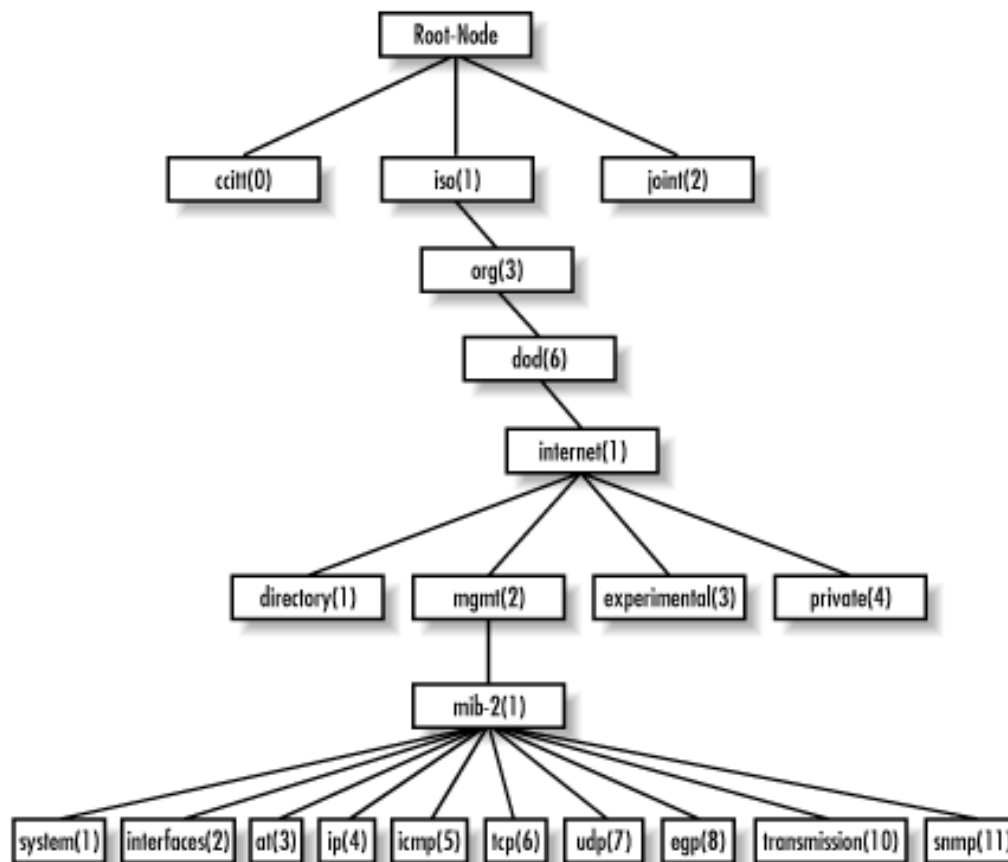 Root-Node
ccitt(0) iso(1) joint(2)
org(3)
dod(6)
internet(1)
directory(1) mgmt(2) experimental(3) private(4)
mib-2(1)
system(1) interfaces(2) at(3) ip(4) icmp(5) tcp(6) udp(7) egp(8) transmission(10) snmp(11)